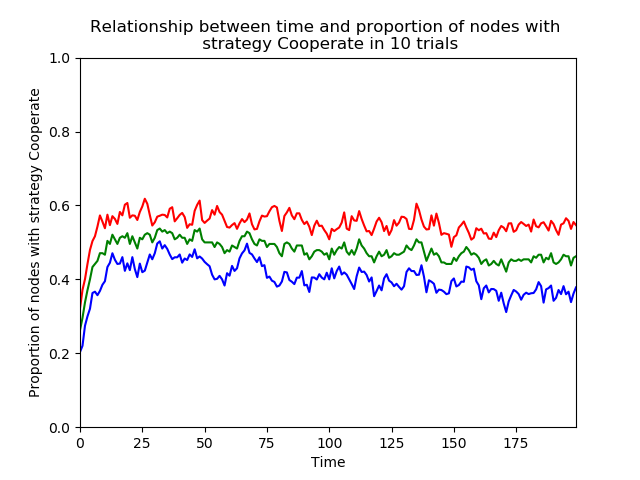 Relationship between time and proportion of nodes with
strategy Cooperate in 10 trials
Proportion of nodes with strategy Cooperate
1.0
0.8
0.6
0.4
0.2
0.0
0 25 50 75 100 125 150 175
Time